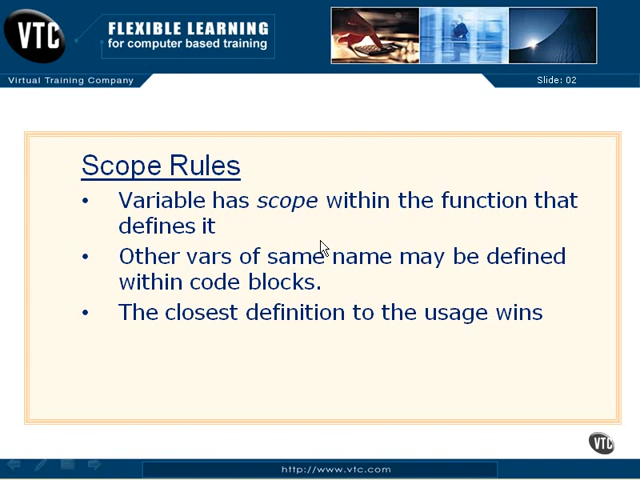 VTC
FLEXIBLE LEARNING
for computer based training
Virtual Training Company
Slide: 02
Scope Rules
• Variable has scope within the function that
defines it
• Other vars of same name may be defined
within code blocks.
• The closest definition to the usage wins
VTC
http://www.vtc.com